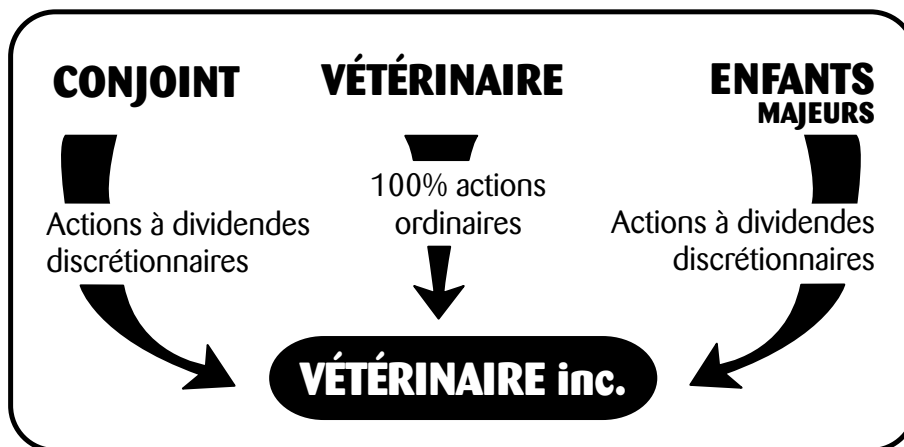 CONJOINT
VÉTÉRINAIRE
ENFANTS
MAJEURS
Actions à dividendes
discrétionnaires
100% actions
ordinaires
Actions à dividendes
discrétionnaires
VÉTÉRINAIRE inc.